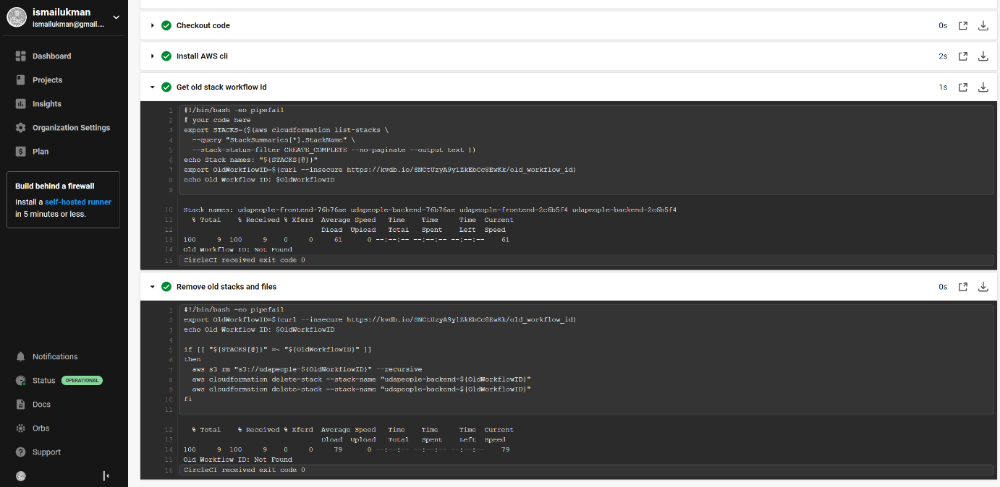 ismailukman
ismailukman@gmail....
Dashboard
Projects
Insights
Organization Settings
Plan
Build behind a firewall
Install a self-hosted runner
in 5 minutes or less.
Notifications
Status OPERATIONAL
Docs
Orbs
Support
Checkout code 0s
Install AWS cli 2s
Get old stack workflow id 1s
1 #!/bin/bash -eo pipefail
2 # your code here
3 export STACKS=($(aws cloudformation list-stacks \
4 --query "StackSummaries[*].StackName" \
5 --stack-status-filter CREATE_COMPLETE --no-paginate --output text ))
6 echo Stack names: "${STACKS[@]}"
7 export OldWorkflowID=$(curl --insecure https://kvdb.io/SNCtUzyA9y1ZkEbCc8EwKk/old_workflow_id)
8 echo Old Workflow ID: $OldWorkflowID
9
10 Stack names: udapeople-frontend-76b76ae udapeople-backend-76b76ae udapeople-frontend-2c6b5f4 udapeople-backend-2c6b5f4
11 % Total % Received % Xferd Average Speed Time Time Time Current
12 Dload Upload Total Spent Left Speed
13 100 9 100 9 0 0 61 0 --:--:-- --:--:-- --:--:-- 61
14 Old Workflow ID: Not Found
15 CircleCI received exit code 0
Remove old stacks and files 0s
1 #!/bin/bash -eo pipefail
2 export OldWorkflowID=$(curl --insecure https://kvdb.io/SNCtUzyA9y1ZkEbCc8EwKk/old_workflow_id)
3 echo Old Workflow ID: $OldWorkflowID
4
5 if [[ "${STACKS[@]}" =~ "${OldWorkflowID}" ]]
6 then
7 aws s3 rm "s3://udapeople-${OldWorkflowID}" --recursive
8 aws cloudformation delete-stack --stack-name "udapeople-backend-${OldWorkflowID}"
9 aws cloudformation delete-stack --stack-name "udapeople-backend-${OldWorkflowID}"
10 fi
11
12 % Total % Received % Xferd Average Speed Time Time Time Current
13 Dload Upload Total Spent Left Speed
14 100 9 100 9 0 0 79 0 --:--:-- --:--:-- --:--:-- 79
15 Old Workflow ID: Not Found
16 CircleCI received exit code 0